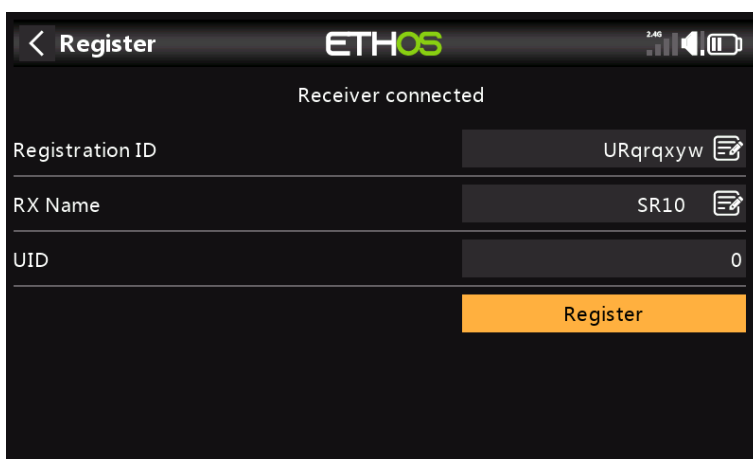 Register
ETHOS
2.4G
Receiver connected
Registration ID
URqrqxyw
RX Name
SR10
UID
0
Register